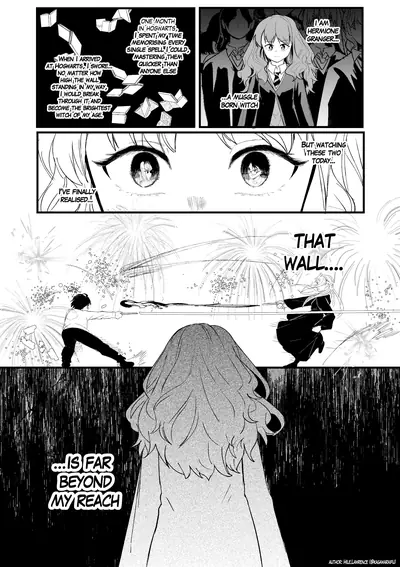 I AM
HERMIONE
GRANGER...
...A MUGGLE
BORN WITCH
ONE MONTH
IN HOGWARTS,
I SPENT MY TIME
MEMORISING EVERY
SINGLE SPELL I COULD,
MASTERING THEM
QUICKER THAN
ANYONE ELSE
WHEN I ARRIVED
AT HOGWARTS I SWORE...
NO MATTER HOW
HIGH THE WALL
STANDING IN MY WAY,
I WOULD BREAK
THROUGH IT AND
BECOME THE BRIGHTEST
WITCH OF MY AGE.
BUT WATCHING
THESE TWO
TODAY...
I'VE FINALLY
REALISED...
THAT
WALL....
...IS FAR
BEYOND
MY REACH